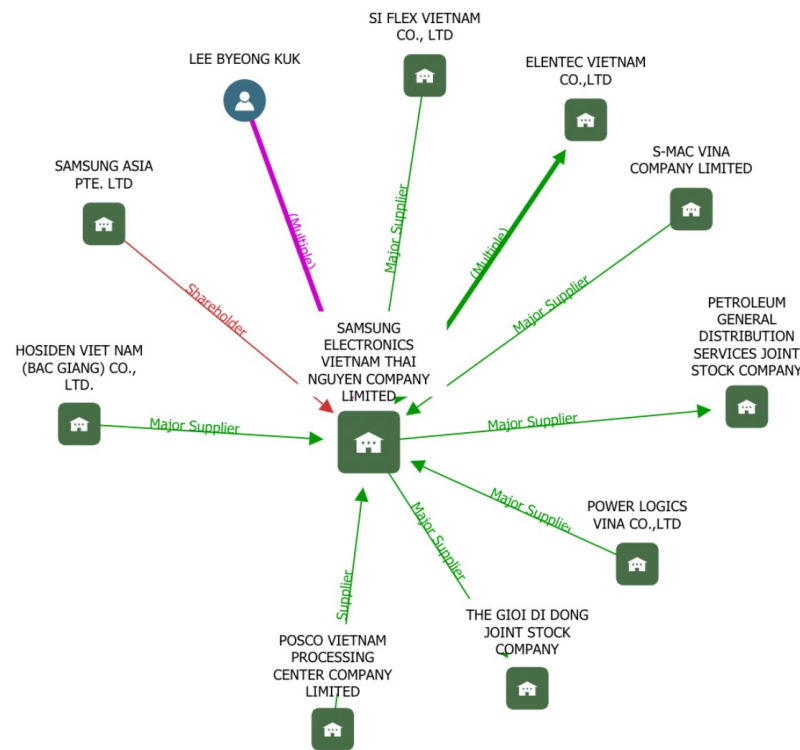 SI FLEX VIETNAM
CO., LTD
LEE BYEONG KUK
ELENTEC VIETNAM
CO.,LTD
S-MAC VINA
COMPANY LIMITED
SAMSUNG ASIA
PTE. LTD
(Multiple)
Major Supplier
(Multiple)
Major Supplier
Shareholder
PETROLEUM
GENERAL
DISTRIBUTION
SERVICES JOINT
STOCK COMPANY
SAMSUNG
ELECTRONICS
VIETNAM THAI
NGUYEN COMPANY
LIMITED
HOSIDEN VIET NAM
(BAC GIANG) CO.,
LTD.
Major Supplier
Major Supplier
Major Supplier
Major Supplier
POWER LOGICS
VINA CO.,LTD
Supplier
THE GIOI DI DONG
JOINT STOCK
COMPANY
POSCO VIETNAM
PROCESSING
CENTER COMPANY
LIMITED